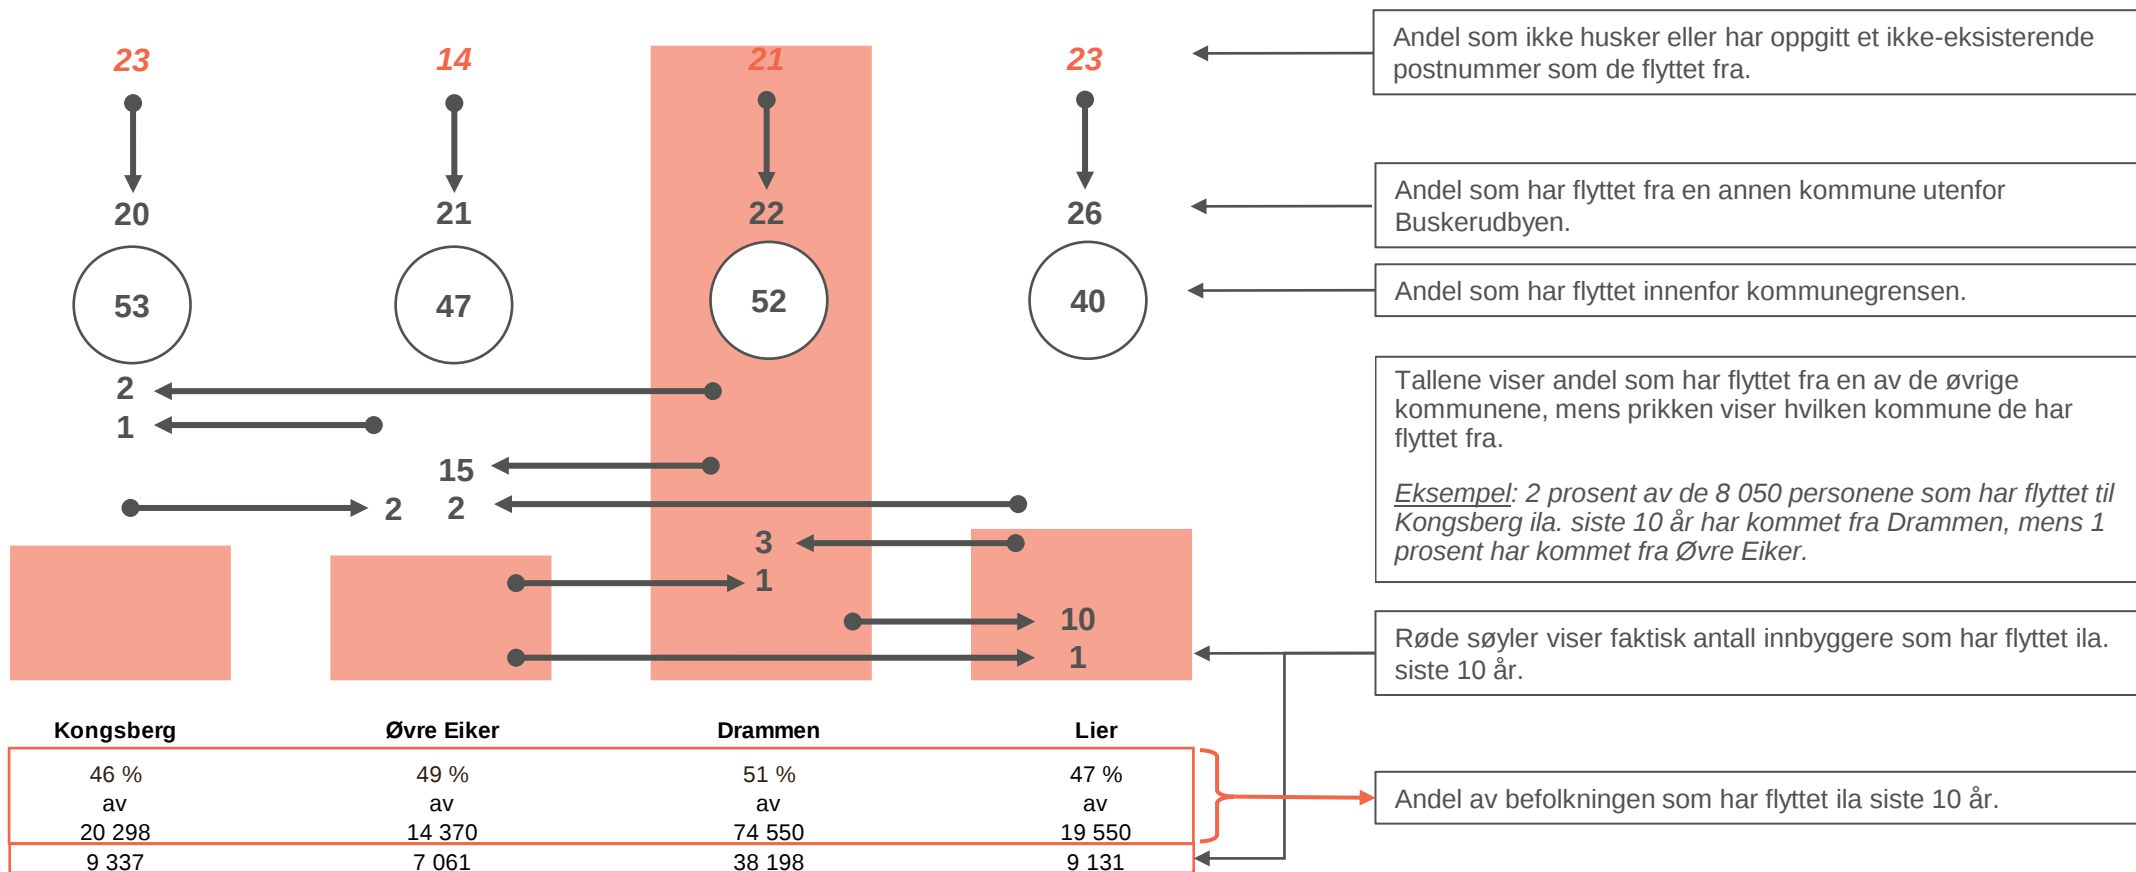 23 14 21 23
Andel som ikke husker eller har oppgitt et ikke-eksisterende
postnummer som de flyttet fra.
20 21 22 26
Andel som har flyttet fra en annen kommune utenfor
Buskerudbyen.
53 47 52 40
Andel som har flyttet innenfor kommunegrensen.
2
1
15
2 2
3
1
10
1
Tallene viser andel som har flyttet fra en av de øvrige
kommunene, mens prikken viser hvilken kommune de har
flyttet fra.
Eksempel: 2 prosent av de 8 050 personene som har flyttet til
Kongsberg ila. siste 10 år har kommet fra Drammen, mens 1
prosent har kommet fra Øvre Eiker.
Røde søyler viser faktisk antall innbyggere som har flyttet ila.
siste 10 år.
Kongsberg Øvre Eiker Drammen Lier
46 % 49 % 51 % 47 %
av av av av
20 298 14 370 74 550 19 550
9 337 7 061 38 198 9 131
Andel av befolkningen som har flyttet ila siste 10 år.